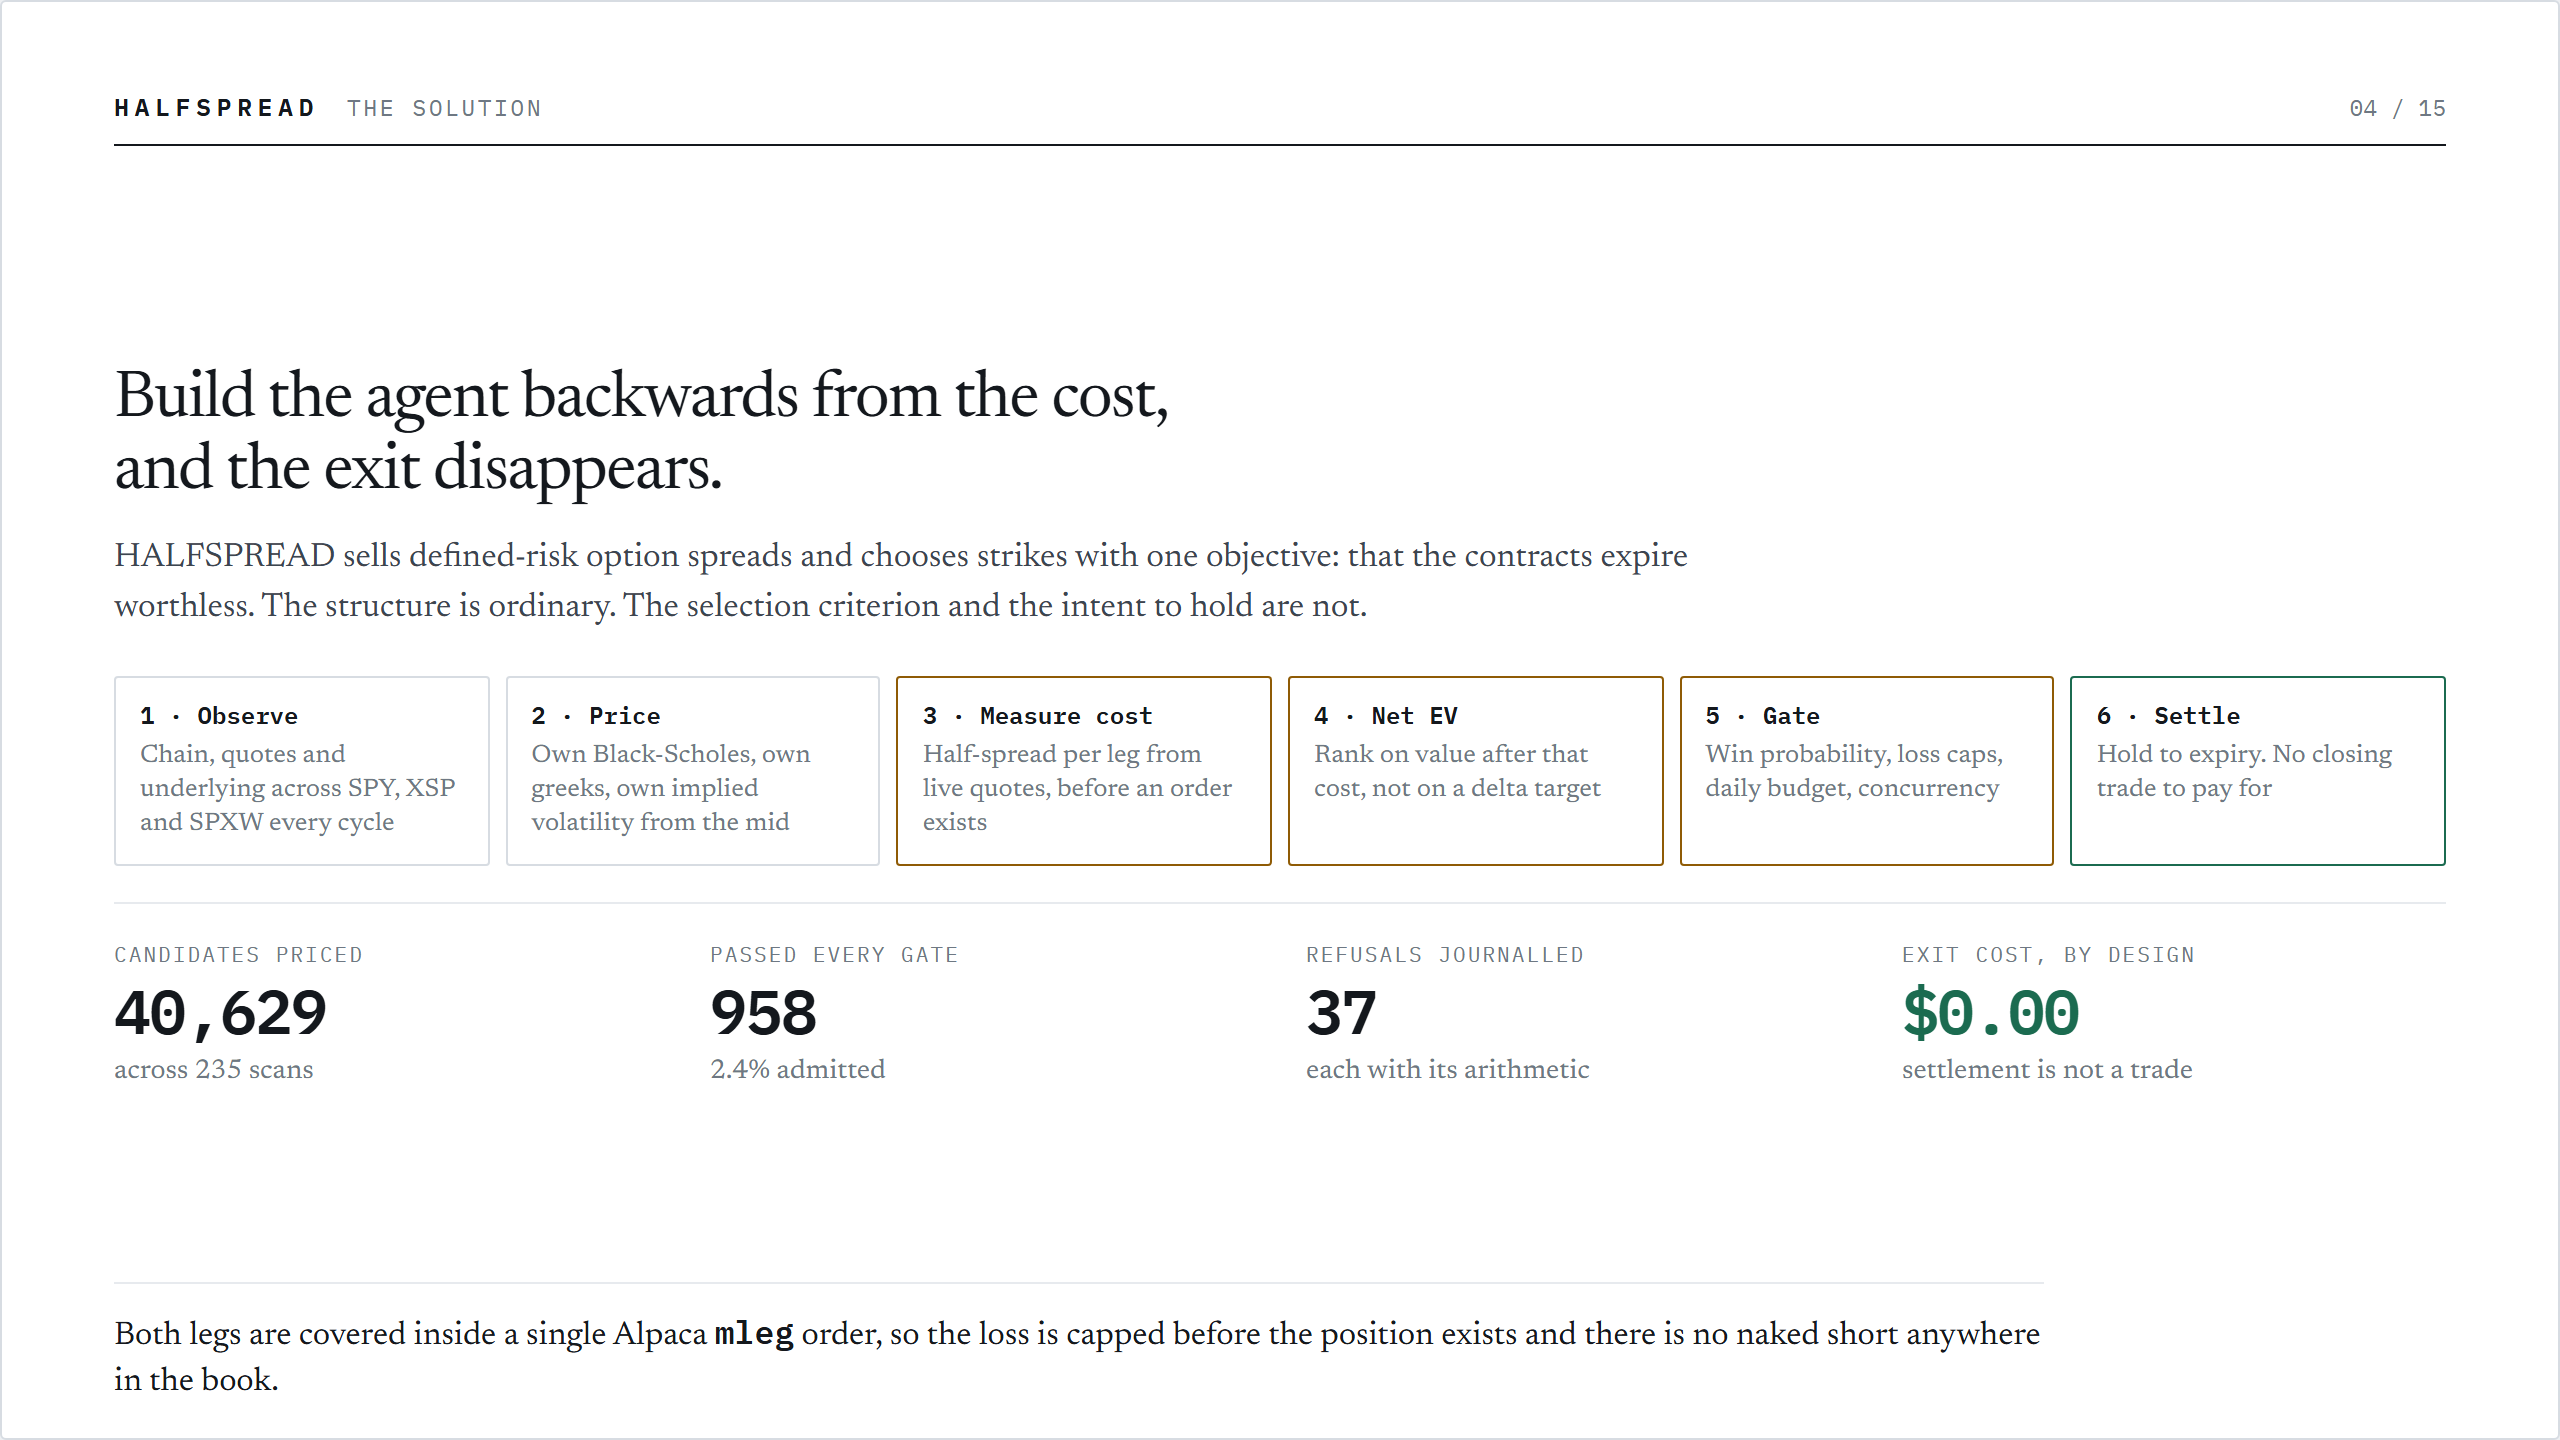 HALFSPREAD THE SOLUTION 04 / 15
Build the agent backwards from the cost,
and the exit disappears.
HALFSPREAD sells defined-risk option spreads and chooses strikes with one objective: that the contracts expire
worthless. The structure is ordinary. The selection criterion and the intent to hold are not.
1 · Observe
Chain, quotes and
underlying across SPY, XSP
and SPXW every cycle
2 · Price
Own Black-Scholes, own
greeks, own implied
volatility from the mid
3 · Measure cost
Half-spread per leg from
live quotes, before an order
exists
4 · Net EV
Rank on value after that
cost, not on a delta target
5 · Gate
Win probability, loss caps,
daily budget, concurrency
6 · Settle
Hold to expiry. No closing
trade to pay for
CANDIDATES PRICED
40,629
across 235 scans
PASSED EVERY GATE
958
2.4% admitted
REFUSALS JOURNALLED
37
each with its arithmetic
EXIT COST, BY DESIGN
$0.00
settlement is not a trade
Both legs are covered inside a single Alpaca mleg order, so the loss is capped before the position exists and there is no naked short anywhere
in the book.